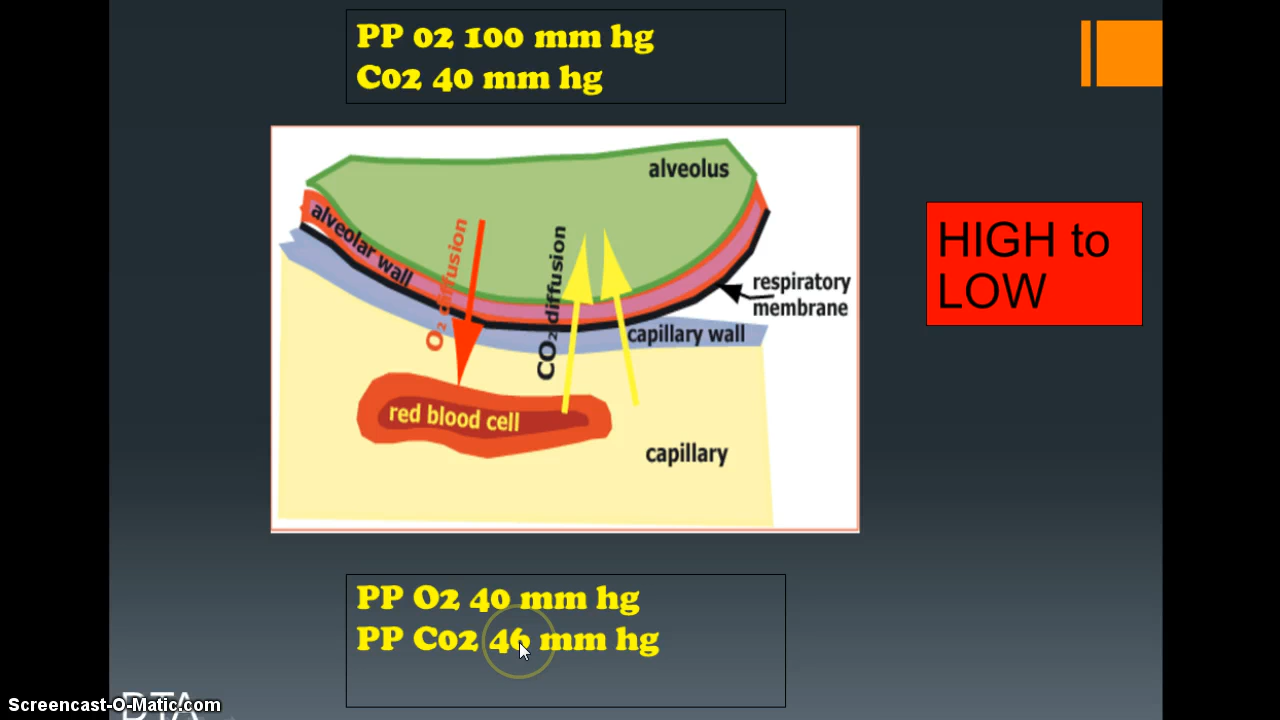 PP 02 100 mm hg
C02 40 mm hg
alveolus
alveolar wall
O₂ diffusion
CO₂ diffusion
respiratory
membrane
capillary wall
red blood cell
capillary
HIGH to
LOW
PP O2 40 mm hg
PP C02 46 mm hg
Screencast-O-Matic.com